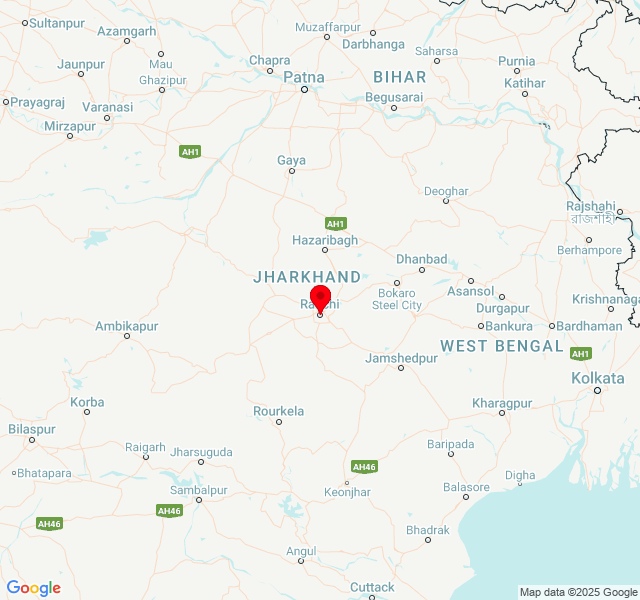 Sultanpur
Azamgarh
Muzaffarpur
Darbhanga
Saharsa
Mau
Jaunpur
Ghazipur
Chapra
Patna
BIHAR
Purnia
Katihar
Begusarai
Prayagraj
Varanasi
Mirzapur
AH1
Gaya
Deoghar
Rajshahi
রাজশাহী
AH1
Hazaribagh
Berhampore
Dhanbad
JHARKHAND
Asansol
Bokaro
Steel City
Durgapur
Krishnanaga
Bankura
Bardhaman
Ambikapur
WEST BENGAL
AH1
Jamshedpur
Kolkata
Korba
Rourkela
Kharagpur
Bilaspur
Raigarh
Jharsuguda
Baripada
AH46
Bhatapara
Digha
Sambalpur
Keonjhar
Balasore
AH46
AH46
Bhadrak
Angul
Cuttack
Google
Map data ©2025 Google